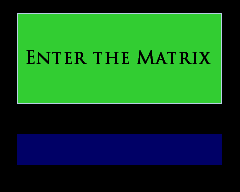 Enter the Matrix